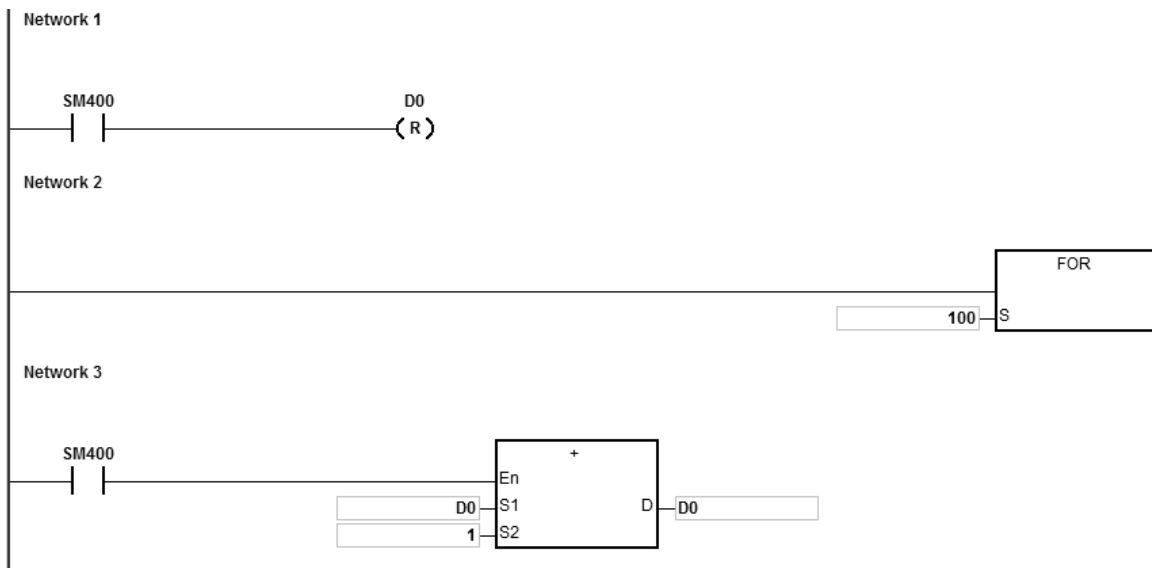 Network 1
SM400
D0
( R )
Network 2
FOR
100
S
Network 3
SM400
+
En
D0
S1
D
D0
1
S2